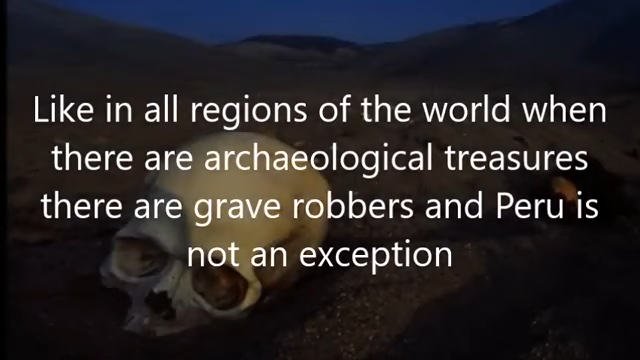 Like in all regions of the world when
there are archaeological treasures
there are grave robbers and Peru is
not an exception